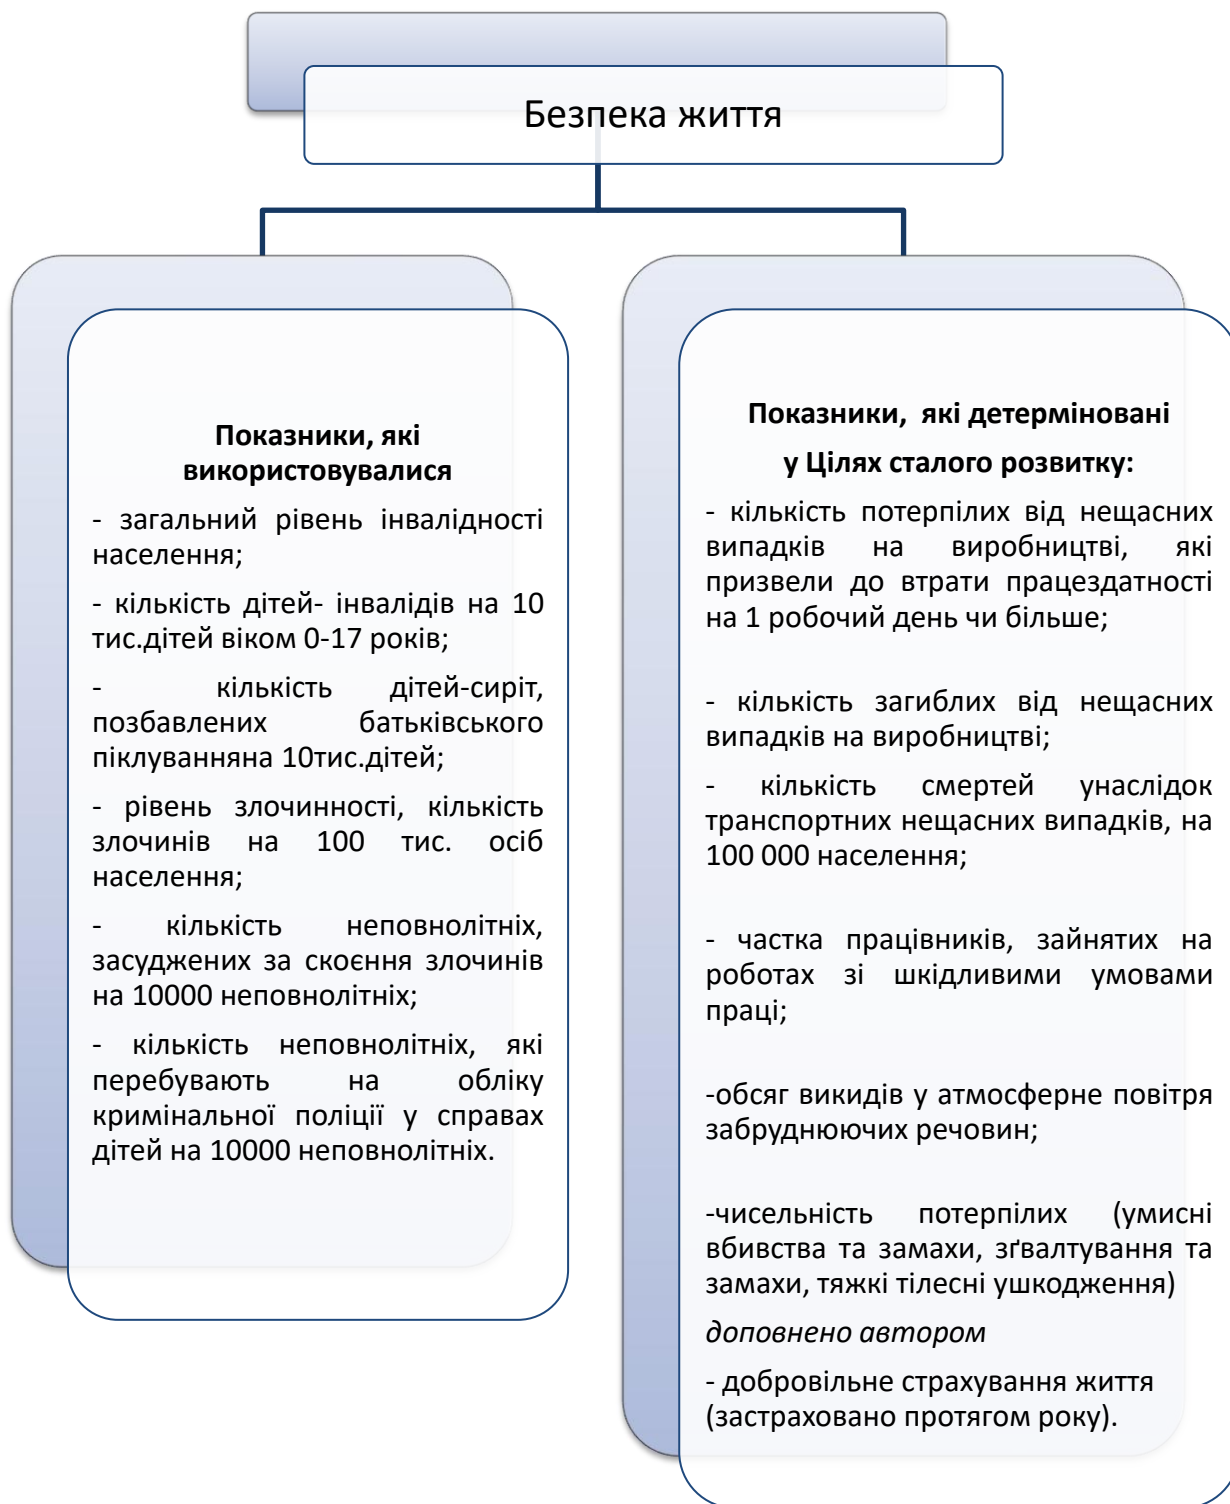 Безпека життя
Показники, які
використовувалися
- загальний рівень інвалідності
населення;
- кількість дітей- інвалідів на 10
тис.дітей віком 0-17 років;
- кількість дітей-сиріт,
позбавлених батьківського
піклуванняна 10тис.дітей;
- рівень злочинності, кількість
злочинів на 100 тис. осіб
населення;
- кількість неповнолітніх,
засуджених за скоєння злочинів
на 10000 неповнолітніх;
- кількість неповнолітніх, які
перебувають на обліку
кримінальної поліції у справах
дітей на 10000 неповнолітніх.
Показники, які детерміновані
у Цілях сталого розвитку:
- кількість потерпілих від нещасних
випадків на виробництві, які
призвели до втрати працездатності
на 1 робочий день чи більше;
- кількість загиблих від нещасних
випадків на виробництві;
- кількість смертей унаслідок
транспортних нещасних випадків, на
100 000 населення;
- частка працівників, зайнятих на
роботах зі шкідливими умовами
праці;
-обсяг викидів у атмосферне повітря
забруднюючих речовин;
-чисельність потерпілих (умисні
вбивства та замахи, зґвалтування та
замахи, тяжкі тілесні ушкодження)
доповнено автором
- добровільне страхування життя
(застраховано протягом року).